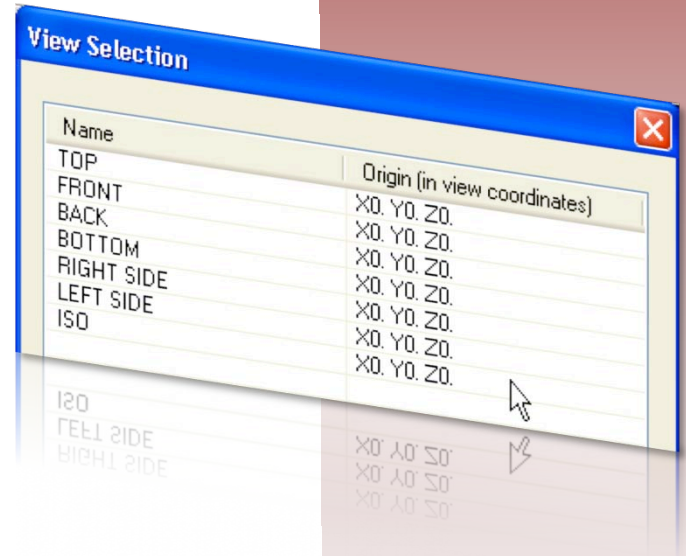 View Selection
Name Origin (in view coordinates)
TOP X0. Y0. Z0.
FRONT X0. Y0. Z0.
BACK X0. Y0. Z0.
BOTTOM X0. Y0. Z0.
RIGHT SIDE X0. Y0. Z0.
LEFT SIDE X0. Y0. Z0.
ISO X0. Y0. Z0.